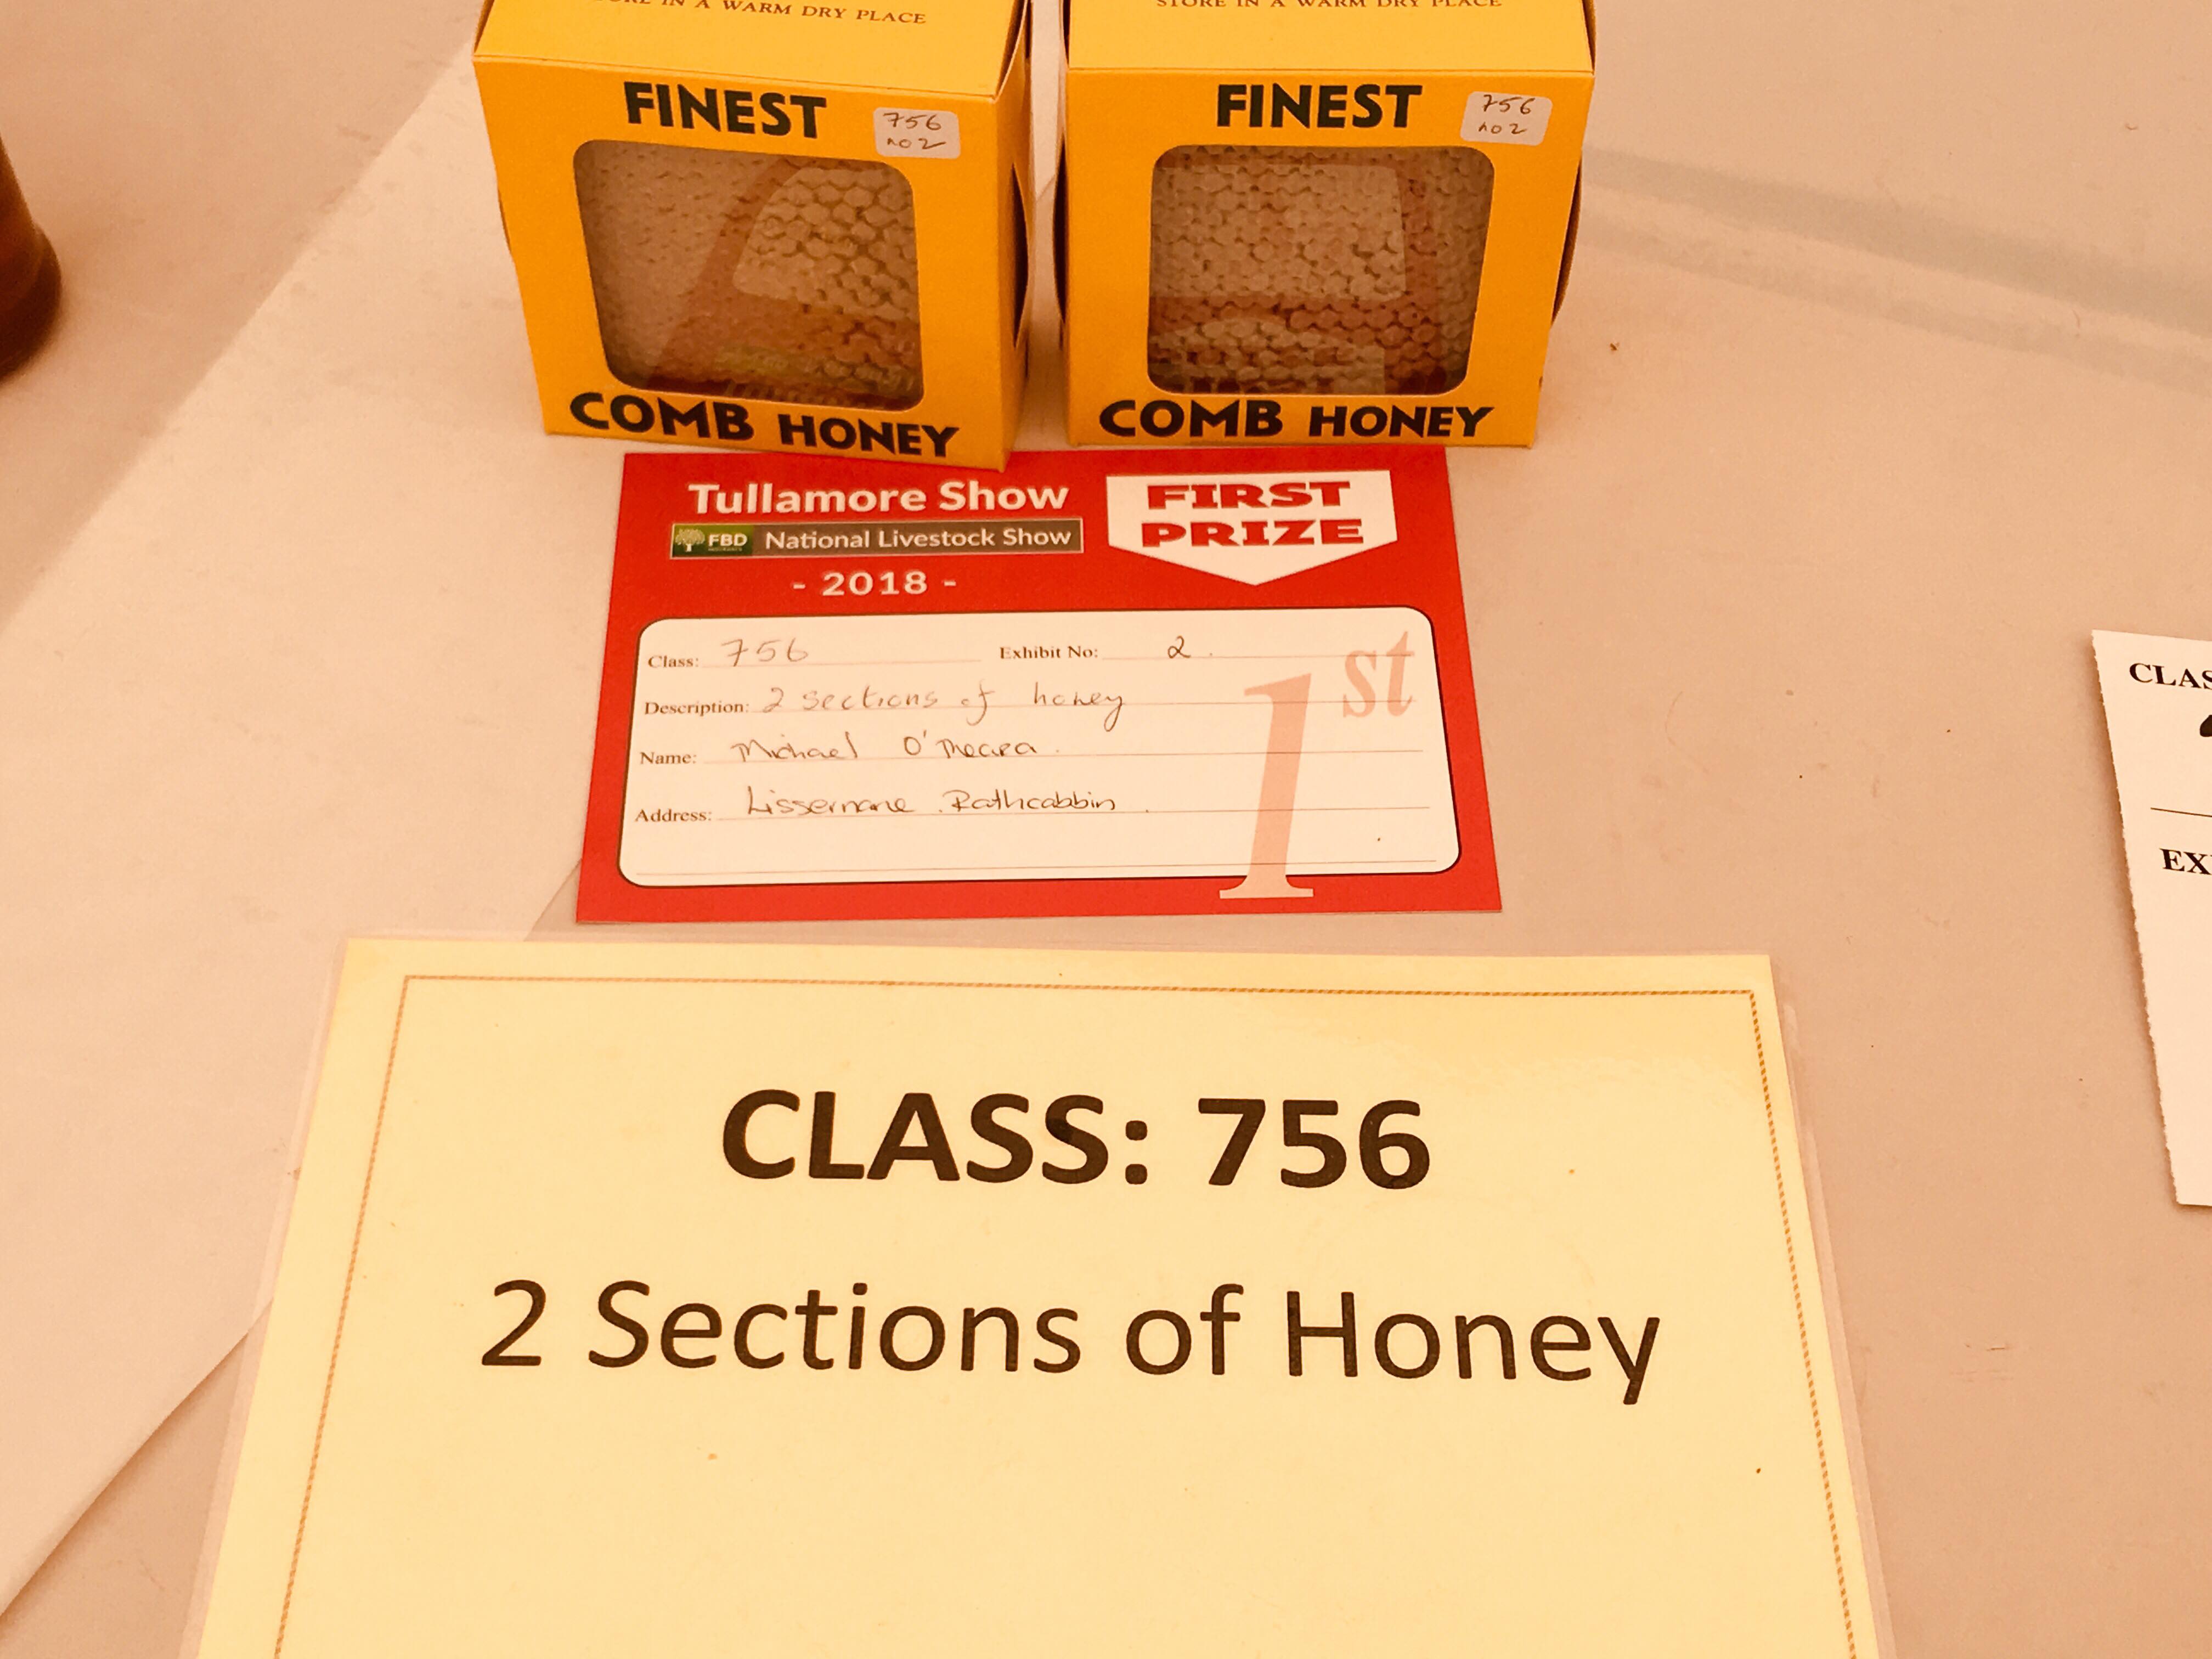 STORE IN A WARM DRY PLACE
FINEST
756
no 2
COMB HONEY
STORE IN A WARM DRY PLACE
FINEST
756
no 2
COMB HONEY
Tullamore Show
FBD National Livestock Show
- 2018 -
FIRST
PRIZE
Class: 756 Exhibit No: 2.
1st
Description: 2 sections of honey
Name: Michael O'Meara.
Address: Lissernane. Rathcabbin.
CLASS: 756
2 Sections of Honey
CLAS
EX